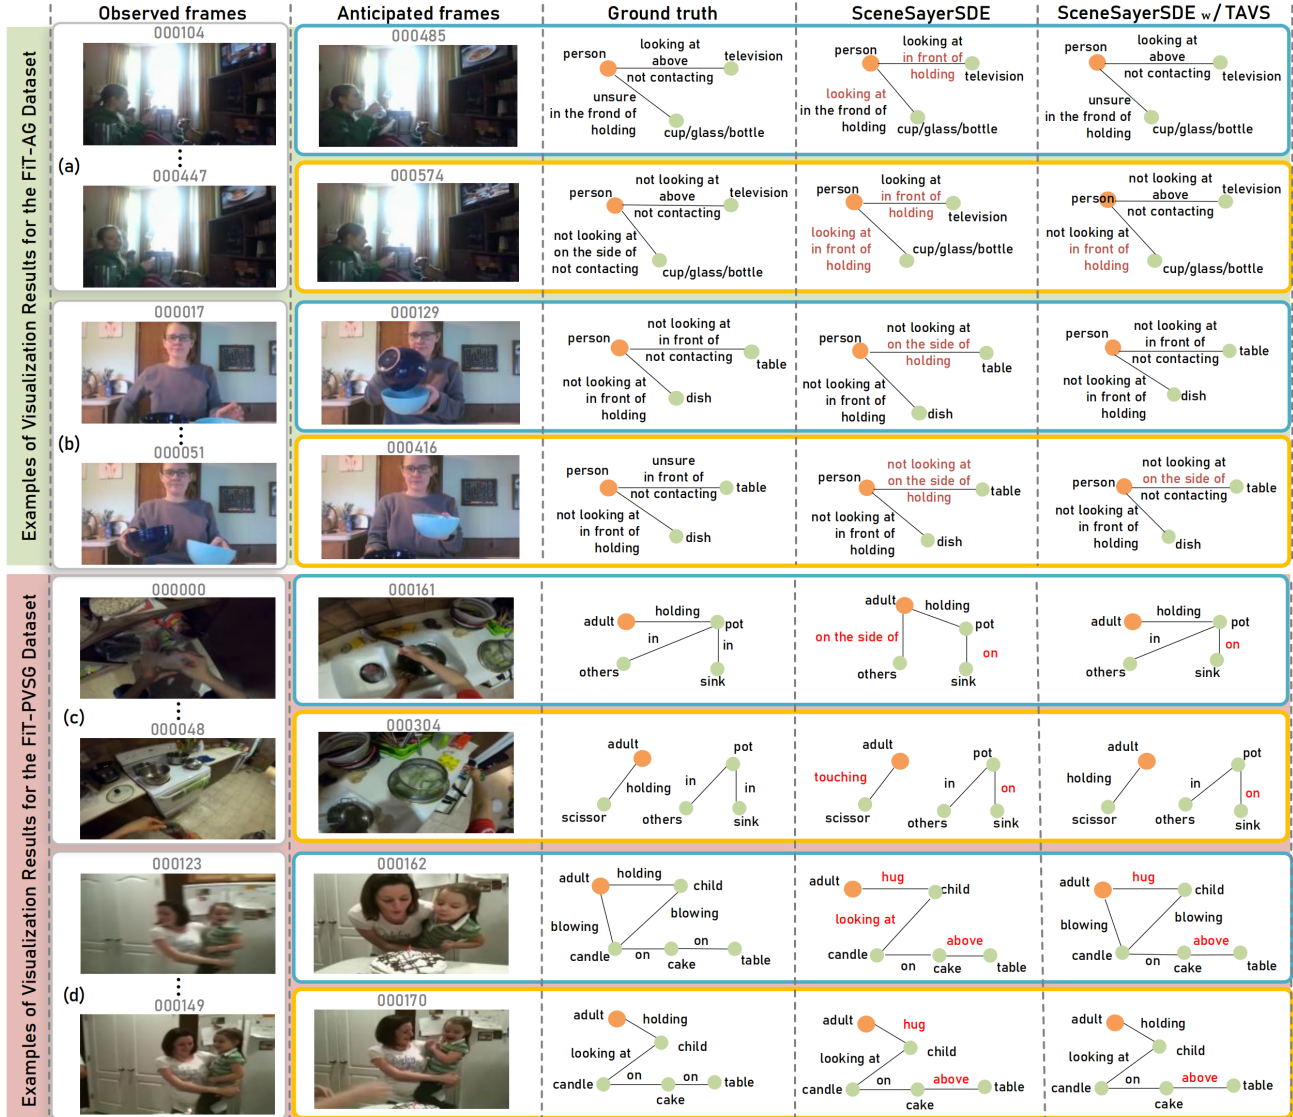 Observed frames
Anticipated frames
Ground truth
SceneSayerSDE
SceneSayerSDE w/ TAVS
Examples of Visualization Results for the FiT-AG Dataset
(a)
000104
000447
000485
person
looking at
above
not contacting
television
unsure
in the frond of
holding
cup/glass/bottle
person
looking at
in front of
holding
television
looking at
in the frond of
holding
cup/glass/bottle
person
looking at
above
not contacting
television
unsure
in the frond of
holding
cup/glass/bottle
000574
person
not looking at
above
not contacting
television
not looking at
on the side of
not contacting
cup/glass/bottle
person
looking at
in front of
holding
television
looking at
in front of
holding
cup/glass/bottle
person
not looking at
above
not contacting
television
not looking at
in front of
holding
cup/glass/bottle
(b)
000017
000051
000129
person
not looking at
in front of
not contacting
table
not looking at
in front of
holding
dish
person
not looking at
on the side of
holding
table
not looking at
in front of
holding
dish
person
not looking at
in front of
not contacting
table
not looking at
in front of
holding
dish
000416
person
unsure
in front of
not contacting
table
not looking at
in front of
holding
dish
person
not looking at
on the side of
holding
table
not looking at
in front of
holding
dish
person
not looking at
on the side of
not contacting
table
not looking at
in front of
holding
dish
Examples of Visualization Results for the FiT-PVSG Dataset
(c)
000000
000048
000161
adult
holding
pot
in
in
others
sink
adult
holding
pot
on the side of
on
others
sink
adult
holding
pot
in
on
others
sink
000304
adult
pot
holding
in
in
scissor
others
sink
adult
pot
touching
in
on
scissor
others
sink
adult
pot
holding
in
on
scissor
others
sink
(d)
000123
000149
000162
adult
holding
child
blowing
blowing
candle
on
cake
on
table
adult
hug
child
looking at
candle
on
cake
above
table
adult
hug
child
blowing
blowing
candle
on
cake
above
table
000170
adult
holding
child
looking at
candle
on
on
table
cake
adult
hug
child
looking at
candle
on
above
table
cake
adult
holding
child
looking at
candle
on
above
table
cake